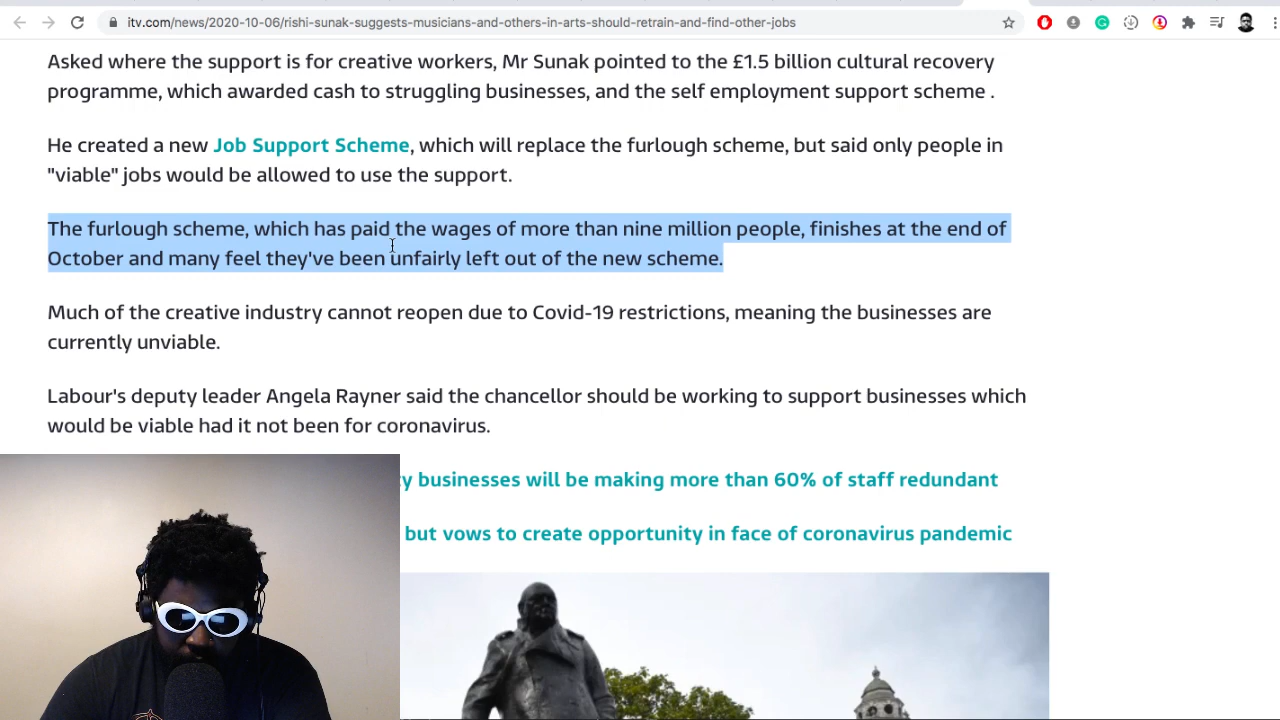 itv.com/news/2020-10-06/rishi-sunak-suggests-musicians-and-others-in-arts-should-retrain-and-find-other-jobs
Asked where the support is for creative workers, Mr Sunak pointed to the £1.5 billion cultural recovery
programme, which awarded cash to struggling businesses, and the self employment support scheme .
He created a new Job Support Scheme, which will replace the furlough scheme, but said only people in
"viable" jobs would be allowed to use the support.
The furlough scheme, which has paid the wages of more than nine million people, finishes at the end of
October and many feel they've been unfairly left out of the new scheme.
Much of the creative industry cannot reopen due to Covid-19 restrictions, meaning the businesses are
currently unviable.
Labour's deputy leader Angela Rayner said the chancellor should be working to support businesses which
would be viable had it not been for coronavirus.
businesses will be making more than 60% of staff redundant
but vows to create opportunity in face of coronavirus pandemic